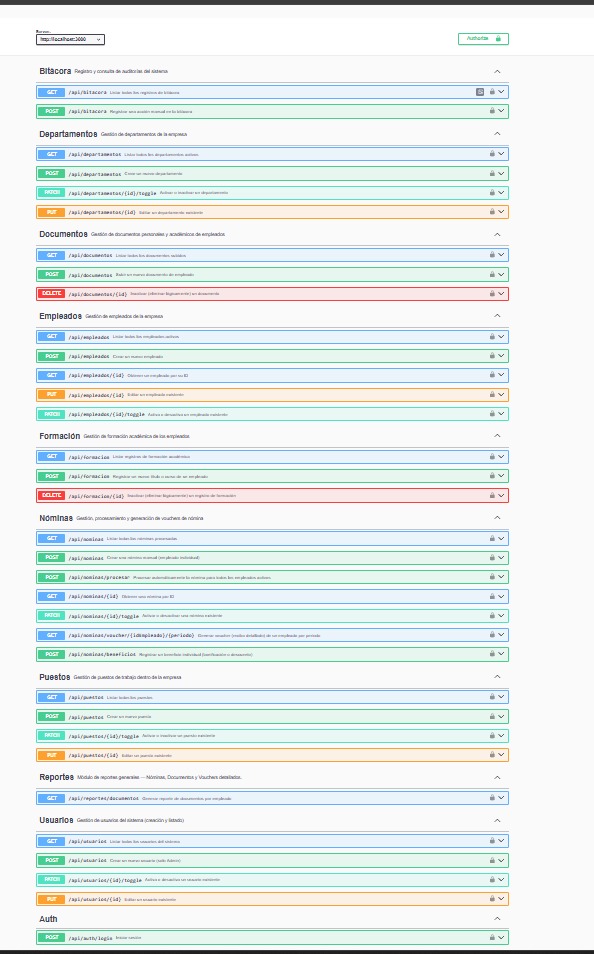 Servers
http://localhost:3000
Authorize
Bitácora Registro y consulta de auditorías del sistema
GET /api/bitacora Listar todos los registros de bitácora
POST /api/bitacora Registrar una acción manual en la bitácora
Departamentos Gestión de departamentos de la empresa
GET /api/departamentos Listar todos los departamentos activos
POST /api/departamentos Crear un nuevo departamento
PATCH /api/departamentos/{id}/toggle Activar o inactivar un departamento
PUT /api/departamentos/{id} Editar un departamento existente
Documentos Gestión de documentos personales y académicos de empleados
GET /api/documentos Listar todos los documentos subidos
POST /api/documentos Subir un nuevo documento de empleado
DELETE /api/documentos/{id} Inactivar (eliminar lógicamente) un documento
Empleados Gestión de empleados de la empresa
GET /api/empleados Listar todos los empleados activos
POST /api/empleados Crear un nuevo empleado
GET /api/empleados/{id} Obtener un empleado por su ID
PUT /api/empleados/{id} Editar un empleado existente
PATCH /api/empleados/{id}/toggle Activa o desactiva un empleado existente
Formación Gestión de formación académica de los empleados
GET /api/formacion Listar registros de formación académica
POST /api/formacion Registrar un nuevo título o curso de un empleado
DELETE /api/formacion/{id} Inactivar (eliminar lógicamente) un registro de formación
Nóminas Gestión, procesamiento y generación de vouchers de nómina
GET /api/nominas Listar todas las nóminas procesadas
POST /api/nominas Crear una nómina manual (empleado individual)
POST /api/nominas/procesar Procesar automáticamente la nómina para todos los empleados activos
GET /api/nominas/{id} Obtener una nómina por ID
PATCH /api/nominas/{id}/toggle Activar o desactivar una nómina existente
GET /api/nominas/voucher/{idEmpleado}/{periodo} Generar voucher (recibo detallado) de un empleado por periodo
POST /api/nominas/beneficios Registrar un beneficio individual (bonificación o descuento)
Puestos Gestión de puestos de trabajo dentro de la empresa
GET /api/puestos Listar todos los puestos
POST /api/puestos Crear un nuevo puesto
PATCH /api/puestos/{id}/toggle Activar o inactivar un puesto existente
PUT /api/puestos/{id} Editar un puesto existente
Reportes Módulo de reportes generales — Nóminas, Documentos y Vouchers detallados.
GET /api/reportes/documentos Generar reporte de documentos por empleado
Usuarios Gestión de usuarios del sistema (creación y listado)
GET /api/usuarios Listar todos los usuarios del sistema
POST /api/usuarios Crear un nuevo usuario (solo Admin)
PATCH /api/usuarios/{id}/toggle Activa o desactiva un usuario existente
PUT /api/usuarios/{id} Editar un usuario existente
Auth
POST /api/auth/login Iniciar sesión